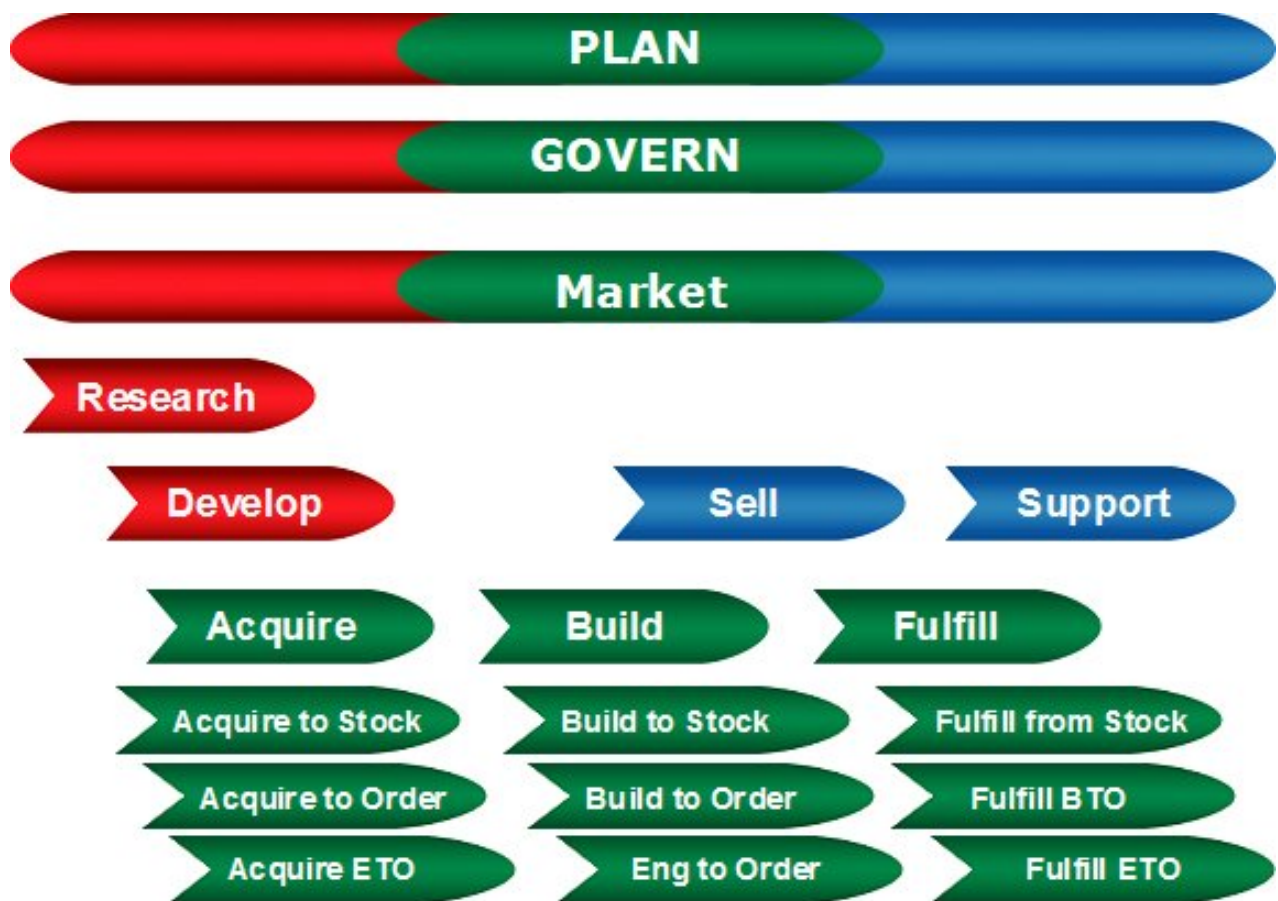 PLAN
GOVERN
Market
Research
Develop
Sell
Support
Acquire
Build
Fulfill
Acquire to Stock
Build to Stock
Fulfill from Stock
Acquire to Order
Build to Order
Fulfill BTO
Acquire ETO
Eng to Order
Fulfill ETO